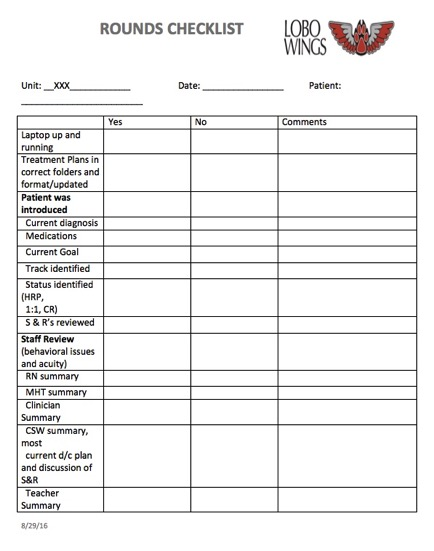 ROUNDS CHECKLIST
LOBO
WINGS
Unit: __XXX____________ Date: ________________ Patient:
________________________
Yes No Comments
Laptop up and
running
Treatment Plans in
correct folders and
format/updated
Patient was
introduced
Current diagnosis
Medications
Current Goal
Track identified
Status identified
(HRP,
1:1, CR)
S & R's reviewed
Staff Review
(behavioral issues
and acuity)
RN summary
MHT summary
Clinician
Summary
CSW summary,
most
current d/c plan
and discussion of
S&R
Teacher
Summary
8/29/16